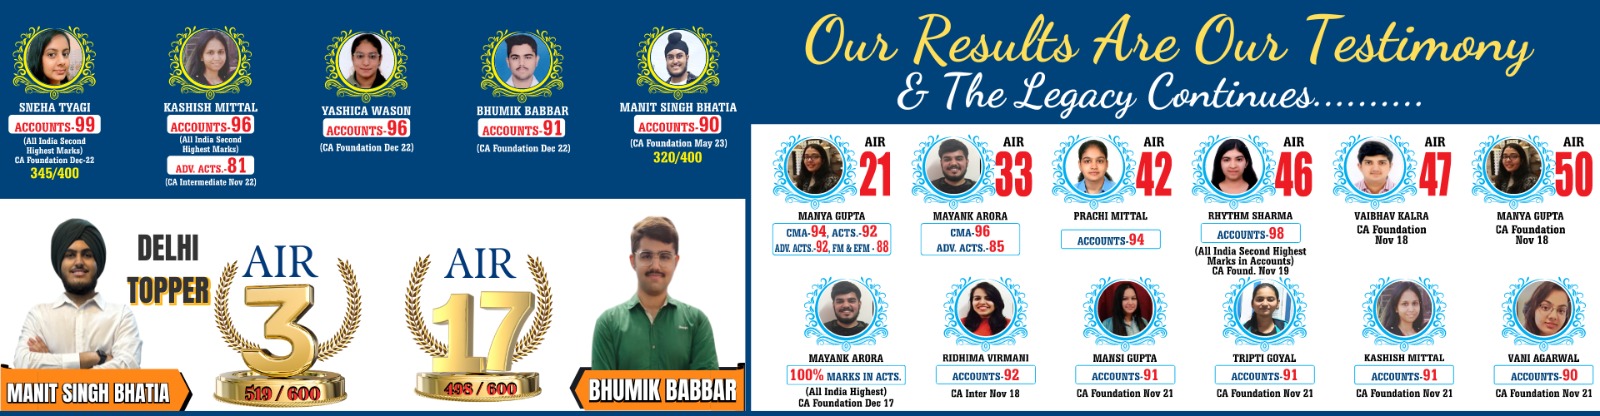 SNEHA TYAGI
ACCOUNTS-99
(All India Second
Highest Marks)
CA Foundation Dec-22
345/400
KASHISH MITTAL
ACCOUNTS-96
(All India Second
Highest Marks)
ADV. ACTS.-81
(CA Intermediate Nov 22)
YASHICA WASON
ACCOUNTS-96
(CA Foundation Dec 22)
BHUMIK BABBAR
ACCOUNTS-91
(CA Foundation Dec 22)
MANIT SINGH BHATIA
ACCOUNTS-90
(CA Foundation May 23)
320/400
DELHI
TOPPER
AIR
3
519 / 600
MANIT SINGH BHATIA
AIR
17
498 / 600
BHUMIK BABBAR
Our Results Are Our Testimony
& The Legacy Continues..........
AIR
21
MANYA GUPTA
CMA-94, ACTS.-92
ADV. ACTS.-92, FM & EFM - 88
AIR
33
MAYANK ARORA
CMA-96
ADV. ACTS.-85
AIR
42
PRACHI MITTAL
ACCOUNTS-94
AIR
46
RHYTHM SHARMA
ACCOUNTS-98
(All India Second Highest
Marks in Accounts)
CA Found. Nov 19
AIR
47
VAIBHAV KALRA
CA Foundation
Nov 18
AIR
50
MANYA GUPTA
CA Foundation
Nov 18
MAYANK ARORA
100% MARKS IN ACTS.
(All India Highest)
CA Foundation Dec 17
RIDHIMA VIRMANI
ACCOUNTS-92
CA Inter Nov 18
MANSI GUPTA
ACCOUNTS-91
CA Foundation Nov 21
TRIPTI GOYAL
ACCOUNTS-91
CA Foundation Nov 21
KASHISH MITTAL
ACCOUNTS-91
CA Foundation Nov 21
VANI AGARWAL
ACCOUNTS-90
CA Foundation Nov 21